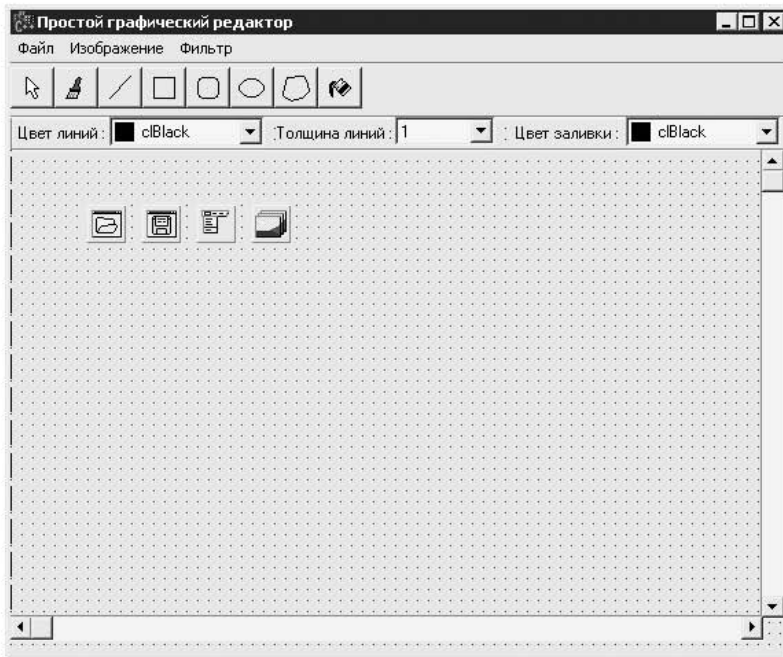 Простой графический редактор
Файл Изображение Фильтр
Цвет линий: clBlack Толщина линий: 1 Цвет заливки: clBlack